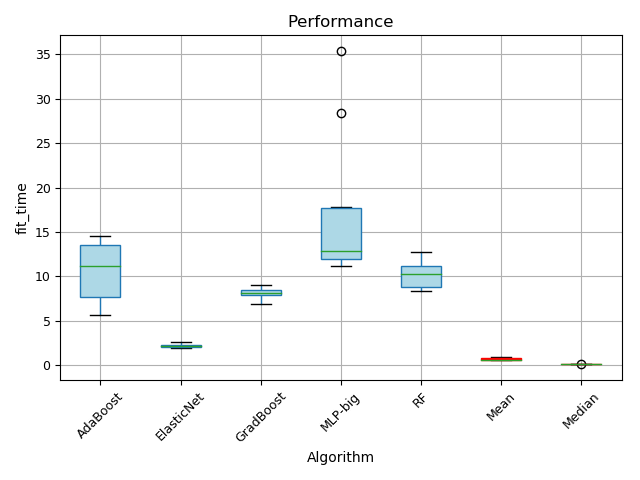 Performance
35
30
25
20
15
10
5
0
fit_time
AdaBoost
ElasticNet
GradBoost
MLP-big
RF
Mean
Median
Algorithm